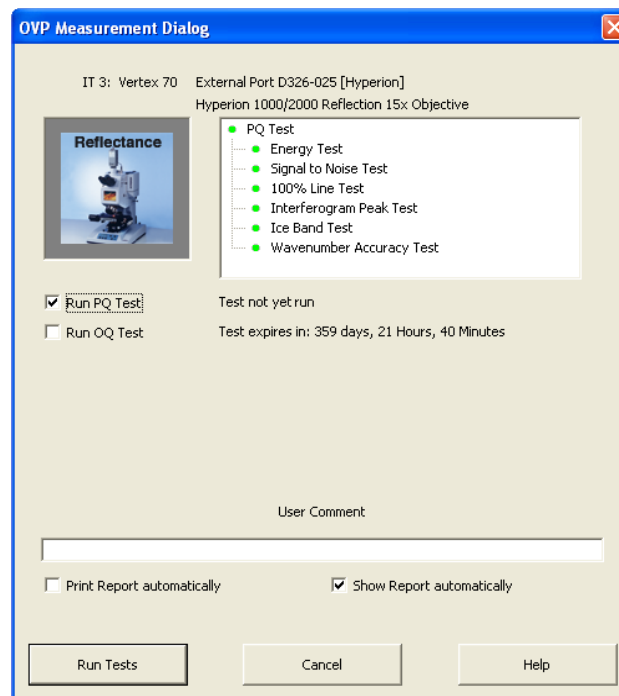 OVP Measurement Dialog
IT 3: Vertex 70 External Port D326-025 [Hyperion]
Hyperion 1000/2000 Reflection 15x Objective
Reflectance
PQ Test
Energy Test
Signal to Noise Test
100% Line Test
Interferogram Peak Test
Ice Band Test
Wavenumber Accuracy Test
Run PQ Test Test not yet run
Run OQ Test Test expires in: 359 days, 21 Hours, 40 Minutes
User Comment
Print Report automatically Show Report automatically
Run Tests Cancel Help